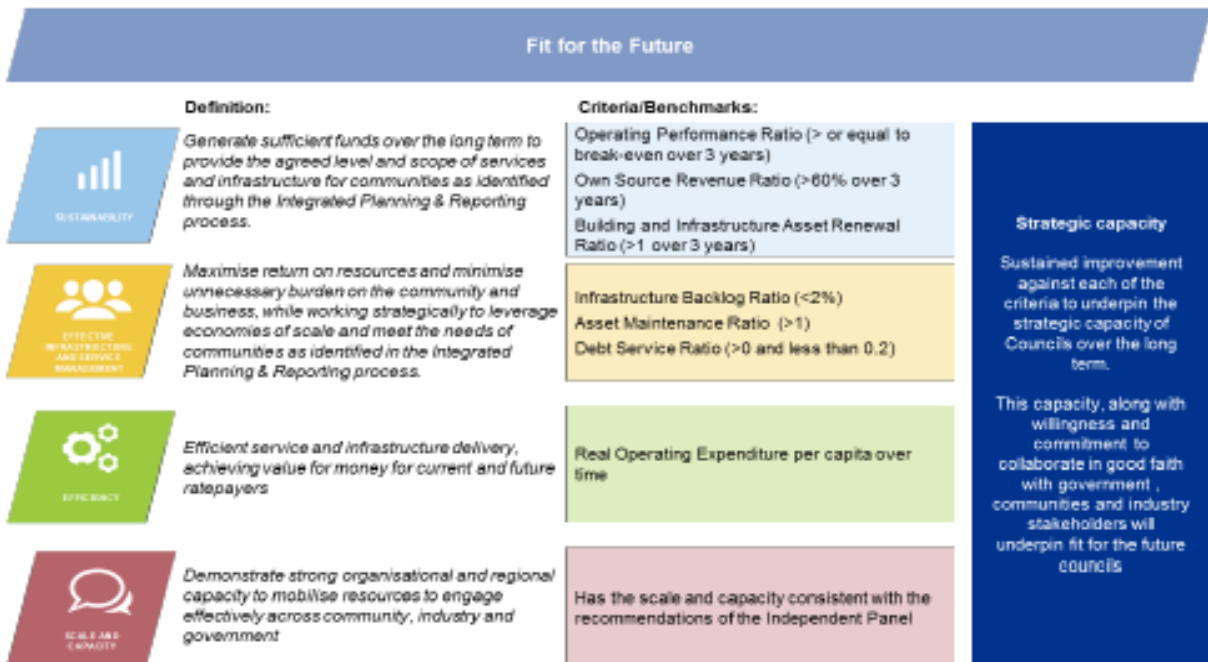 Fit for the Future
Definition:
Criteria/Benchmarks:
SUSTAINABILITY
Generate sufficient funds over the long term to
provide the agreed level and scope of services
and infrastructure for communities as identified
through the Integrated Planning & Reporting
process.
Operating Performance Ratio (> or equal to
break-even over 3 years)
Own Source Revenue Ratio (>60% over 3
years)
Building and Infrastructure Asset Renewal
Ratio (>1 over 3 years)
EFFECTIVE
INFRASTRUCTURE
AND SERVICE
MANAGEMENT
Maximise return on resources and minimise
unnecessary burden on the community and
business, while working strategically to leverage
economies of scale and meet the needs of
communities as identified in the Integrated
Planning & Reporting process.
Infrastructure Backlog Ratio (<2%)
Asset Maintenance Ratio (>1)
Debt Service Ratio (>0 and less than 0.2)
EFFICIENCY
Efficient service and infrastructure delivery,
achieving value for money for current and future
ratepayers
Real Operating Expenditure per capita over
time
SCALE AND
CAPACITY
Demonstrate strong organisational and regional
capacity to mobilise resources to engage
effectively across community, industry and
government
Has the scale and capacity consistent with the
recommendations of the Independent Panel
Strategic capacity
Sustained improvement
against each of the
criteria to underpin the
strategic capacity of
Councils over the long
term.
This capacity, along with
willingness and
commitment to
collaborate in good faith
with government ,
communities and industry
stakeholders will
underpin fit for the future
councils